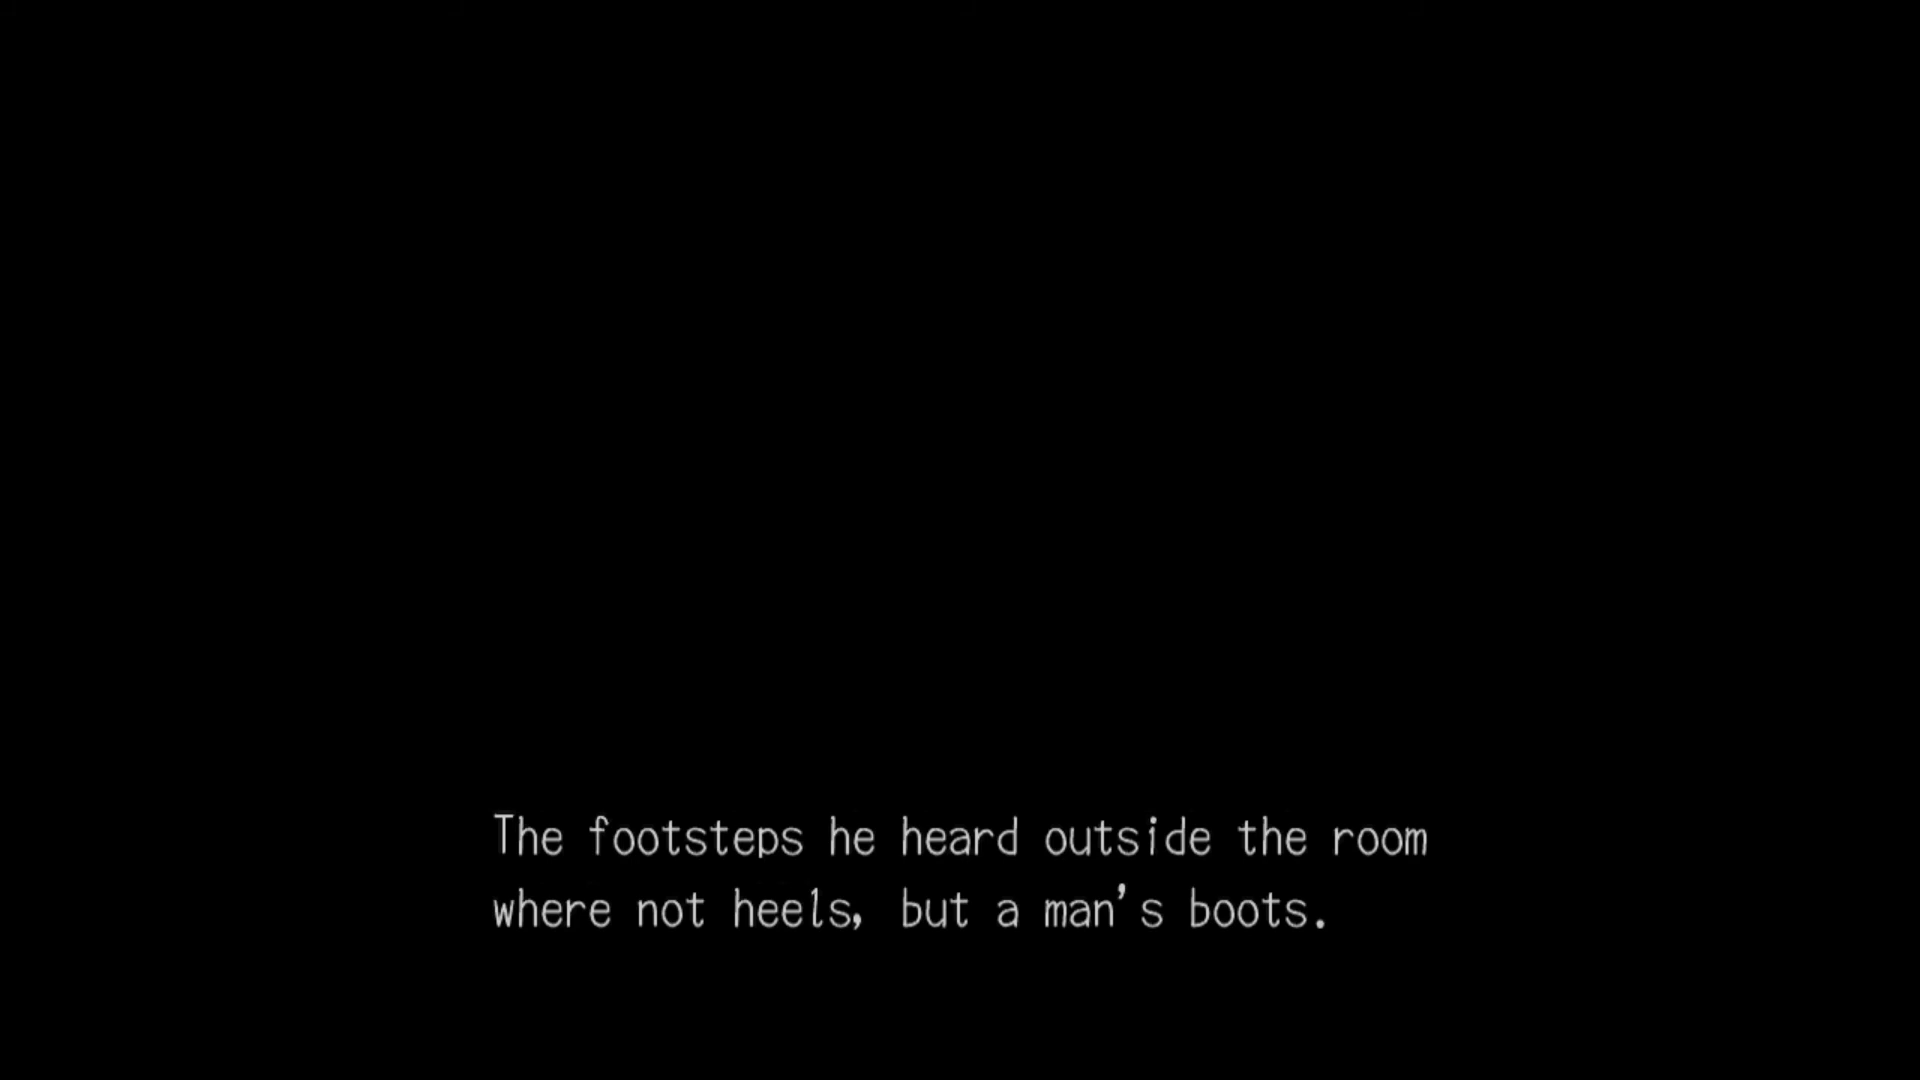 The footsteps he heard outside the room
where not heels, but a man's boots.